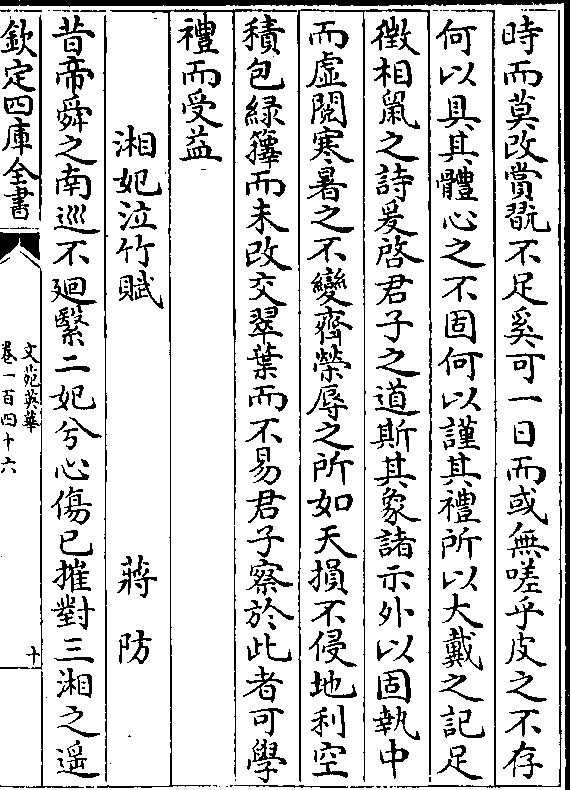 時而莫改賞翫不足奚可一日而或無嗟乎皮之不存
何以具其體心之不固何以謹其禮所以大戴之記足
徴相鼠之詩爰啓君子之道斯其象諸示外以固執中
而虛閱寒暑之不變齊榮辱之所如天損不侵地利空
積包綠籜而未改交翠葉而不易君子察於此者可學
禮而受益
湘妃泣竹賦 蔣防
昔帝舜之南巡不廻繄二妃兮心傷已摧對三湘之遥
欽定四庫全書
文苑英華
卷一百四十六
十